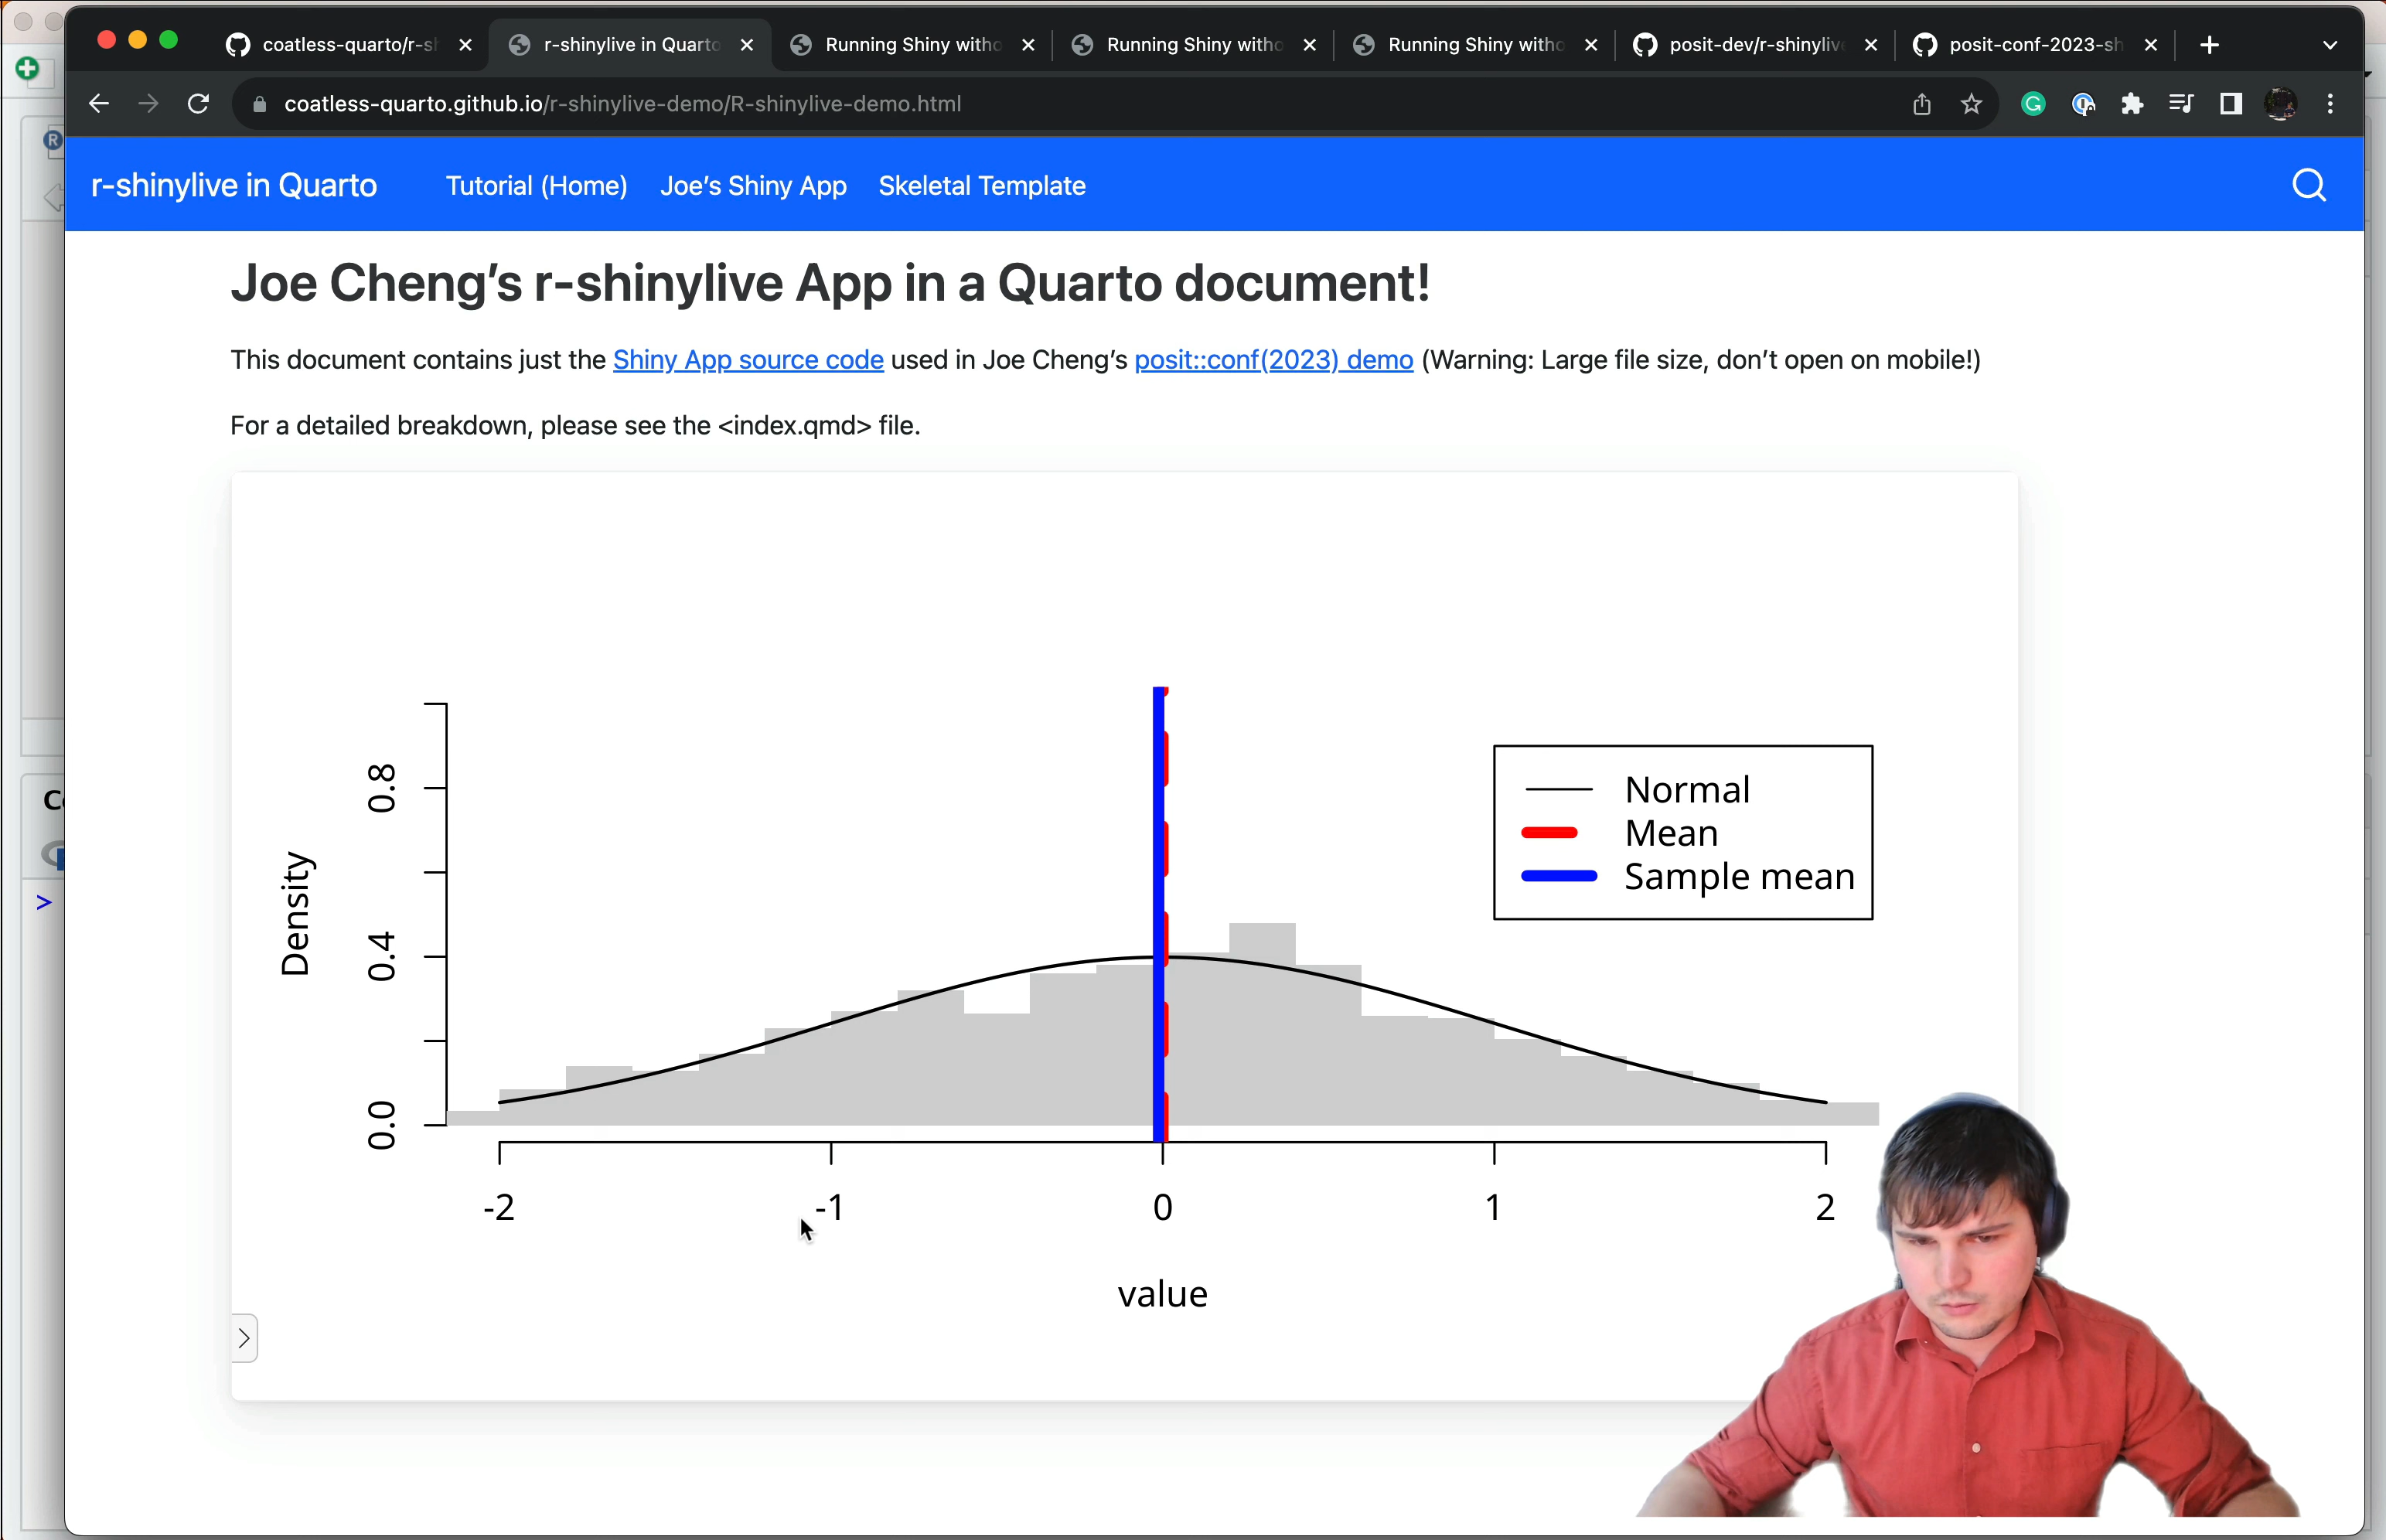 coatless-quarto/r-sh
r-shinylive in Quarto
Running Shiny witho
Running Shiny witho
Running Shiny witho
posit-dev/r-shinyliv
posit-conf-2023-sh
coatless-quarto.github.io/r-shinylive-demo/R-shinylive-demo.html
r-shinylive in Quarto
Tutorial (Home)
Joe's Shiny App
Skeletal Template
Joe Cheng's r-shinylive App in a Quarto document!
This document contains just the Shiny App source code used in Joe Cheng's posit::conf(2023) demo (Warning: Large file size, don't open on mobile!)
For a detailed breakdown, please see the <index.qmd> file.
Density
0.8
0.4
0.0
Normal
Mean
Sample mean
-2
-1
0
1
2
value
>